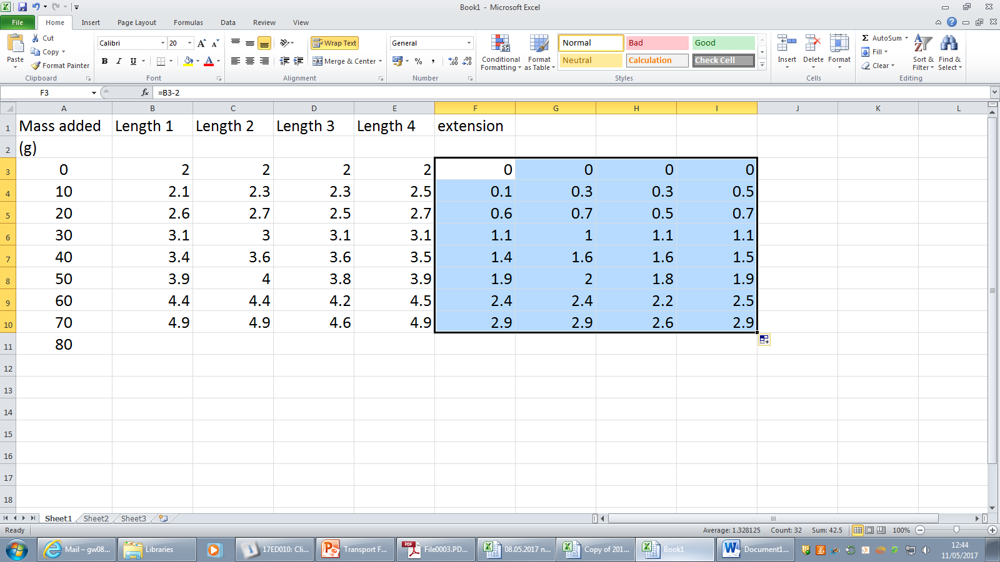 Book1 - Microsoft Excel
File Home Insert Page Layout Formulas Data Review View
Paste
Cut
Copy
Format Painter
Clipboard
Calibri 20
B I U
Font
Wrap Text
Merge & Center
Alignment
General
Number
Conditional Formatting
Format as Table
Normal Bad Good
Neutral Calculation Check Cell
Styles
Insert Delete Format
Cells
AutoSum
Fill
Clear
Sort & Filter
Find & Select
Editing
F3 fx =B3-2
A B C D E F G H I J K L
1 Mass added Length 1 Length 2 Length 3 Length 4 extension
2 (g)
3 0 2 2 2 2 0 0 0 0
4 10 2.1 2.3 2.3 2.5 0.1 0.3 0.3 0.5
5 20 2.6 2.7 2.5 2.7 0.6 0.7 0.5 0.7
6 30 3.1 3 3.1 3.1 1.1 1 1.1 1.1
7 40 3.4 3.6 3.6 3.5 1.4 1.6 1.6 1.5
8 50 3.9 4 3.8 3.9 1.9 2 1.8 1.9
9 60 4.4 4.4 4.2 4.5 2.4 2.4 2.2 2.5
10 70 4.9 4.9 4.6 4.9 2.9 2.9 2.6 2.9
11 80
12
13
14
15
16
17
18
Sheet1 Sheet2 Sheet3
Ready Average: 1.328125 Count: 32 Sum: 42.5 100%
Mail – gw08... Libraries 17ED010: Cli... Transport F... File0003.PD... 08.05.2017 n... Copy of 201... Book1 Document1... 12:44
11/05/2017